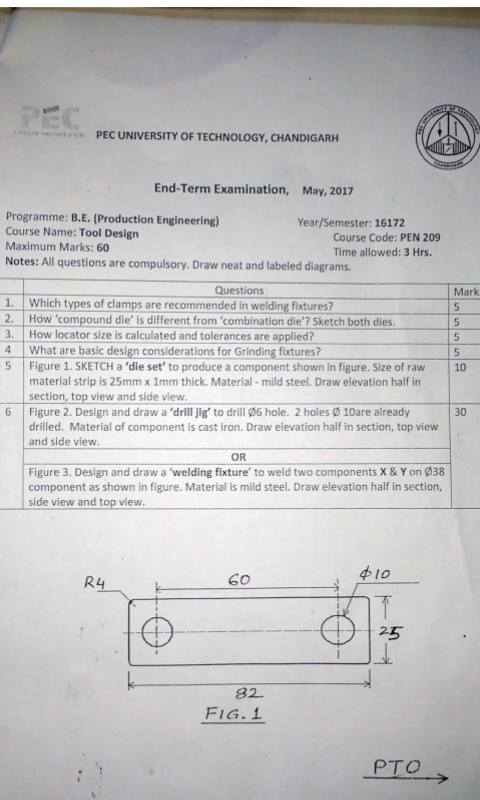 PEC
PEC UNIVERSITY OF TECHNOLOGY, CHANDIGARH
End-Term Examination, May, 2017
Programme: B.E. (Production Engineering) Year/Semester: 16172
Course Name: Tool Design Course Code: PEN 209
Maximum Marks: 60 Time allowed: 3 Hrs.
Notes: All questions are compulsory. Draw neat and labeled diagrams.
Questions Mark
1. Which types of clamps are recommended in welding fixtures? 5
2. How 'compound die' is different from 'combination die'? Sketch both dies. 5
3. How locator size is calculated and tolerances are applied? 5
4 What are basic design considerations for Grinding fixtures? 5
5 Figure 1. SKETCH a 'die set' to produce a component shown in figure. Size of raw 10
material strip is 25mm x 1mm thick. Material - mild steel. Draw elevation half in
section, top view and side view.
6 Figure 2. Design and draw a 'drill jig' to drill Ø6 hole. 2 holes Ø 10are already 30
drilled. Material of component is cast iron. Draw elevation half in section, top view
and side view.
OR
Figure 3. Design and draw a 'welding fixture' to weld two components X & Y on Ø38
component as shown in figure. Material is mild steel. Draw elevation half in section,
side view and top view.
R4 60 Φ10
25
82
FIG. 1
PTO